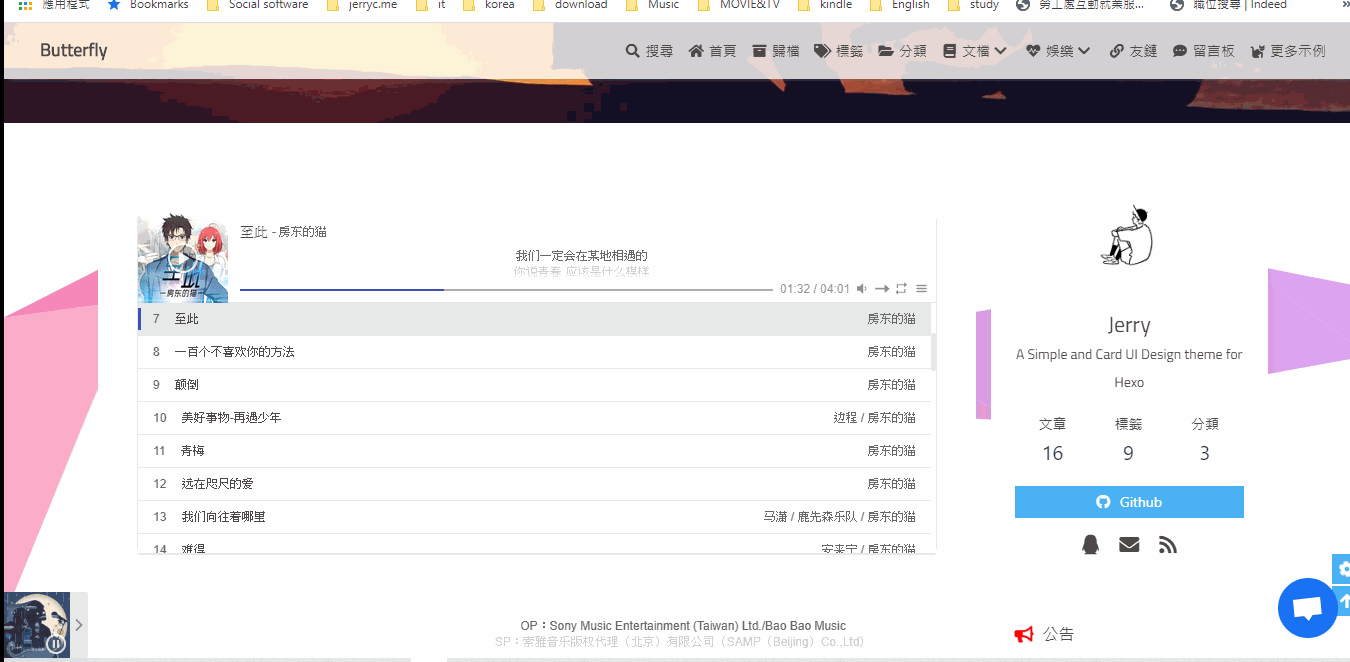 應用程式 Bookmarks Social software jerryc.me it korea download Music MOVIE&TV kindle English study 勞工處互動就業服... 職位搜尋 | Indeed »
Butterfly 搜尋 首頁 歸檔 標籤 分類 文檔 娛樂 友鏈 留言板 更多示例
至此 - 房东的猫
我们一定会在某地相遇的
你说青春 应该是什么模样
01:32 / 04:01
7 至此 房东的猫
8 一百个不喜欢你的方法 房东的猫
9 颠倒 房东的猫
10 美好事物-再遇少年 边程 / 房东的猫
11 青梅 房东的猫
12 远在咫尺的爱 房东的猫
13 我们向往着哪里 马潇 / 鹿先森乐队 / 房东的猫
14 难得 安来宁 / 房东的猫
至此
一房东的猫一
Jerry
A Simple and Card UI Design theme for
Hexo
文章 標籤 分類
16 9 3
Github
公告
OP：Sony Music Entertainment (Taiwan) Ltd./Bao Bao Music
SP：索雅音乐版权代理（北京）有限公司（SAMP（Beijing）Co.,Ltd）